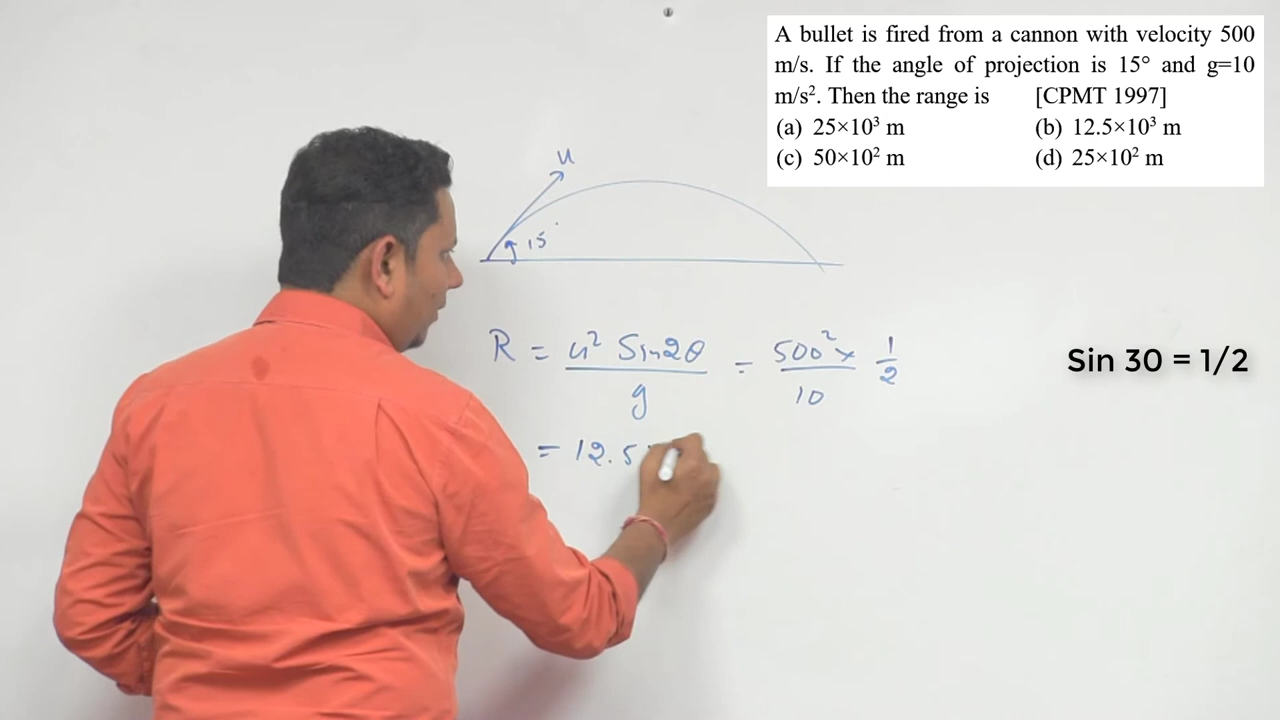 A bullet is fired from a cannon with velocity 500
m/s. If the angle of projection is 15° and g=10
m/s². Then the range is [CPMT 1997]
(a) 25×10³ m (b) 12.5×10³ m
(c) 50×10² m (d) 25×10² m
u
15°
R = u² Sin2θ / g = 500² × / 10 1/2
Sin 30 = 1/2
= 12.5